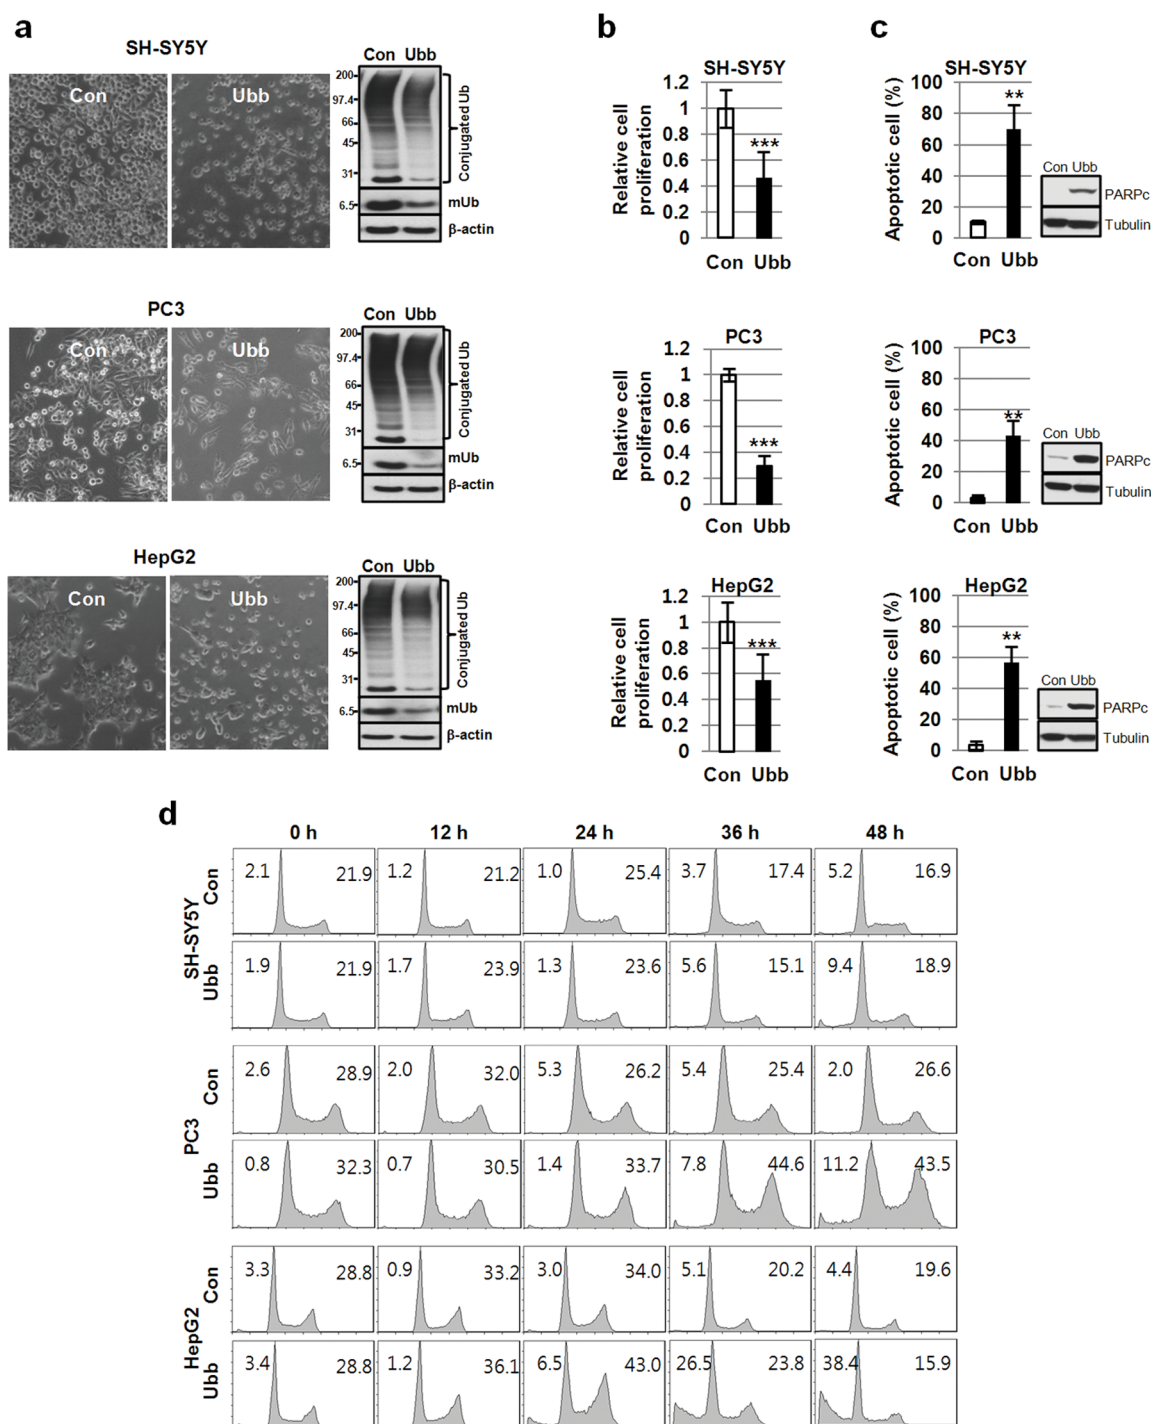 a
SH-SY5Y
Con
Ubb
Con Ubb
200
97.4
66
45
31
6.5
Conjugated Ub
mUb
β-actin
PC3
Con
Ubb
Con Ubb
200
97.4
66
45
31
6.5
Conjugated Ub
mUb
β-actin
HepG2
Con
Ubb
Con Ubb
200
97.4
66
45
31
6.5
Conjugated Ub
mUb
β-actin
b
SH-SY5Y
Relative cell
proliferation
1.2
1
0.8
0.6
0.4
0.2
0
***
Con Ubb
PC3
Relative cell
proliferation
1.2
1
0.8
0.6
0.4
0.2
0
***
Con Ubb
HepG2
Relative cell
proliferation
1.2
1
0.8
0.6
0.4
0.2
0
***
Con Ubb
c
SH-SY5Y
Apoptotic cell (%)
100
80
60
40
20
0
**
Con Ubb
Con Ubb
PARPc
Tubulin
PC3
Apoptotic cell (%)
100
80
60
40
20
0
**
Con Ubb
Con Ubb
PARPc
Tubulin
HepG2
Apoptotic cell (%)
100
80
60
40
20
0
**
Con Ubb
Con Ubb
PARPc
Tubulin
d
0 h 12 h 24 h 36 h 48 h
SH-SY5Y
Con
2.1 21.9 1.2 21.2 1.0 25.4 3.7 17.4 5.2 16.9
Ubb
1.9 21.9 1.7 23.9 1.3 23.6 5.6 15.1 9.4 18.9
PC3
Con
2.6 28.9 2.0 32.0 5.3 26.2 5.4 25.4 2.0 26.6
Ubb
0.8 32.3 0.7 30.5 1.4 33.7 7.8 44.6 11.2 43.5
HepG2
Con
3.3 28.8 0.9 33.2 3.0 34.0 5.1 20.2 4.4 19.6
Ubb
3.4 28.8 1.2 36.1 6.5 43.0 26.5 23.8 38.4 15.9